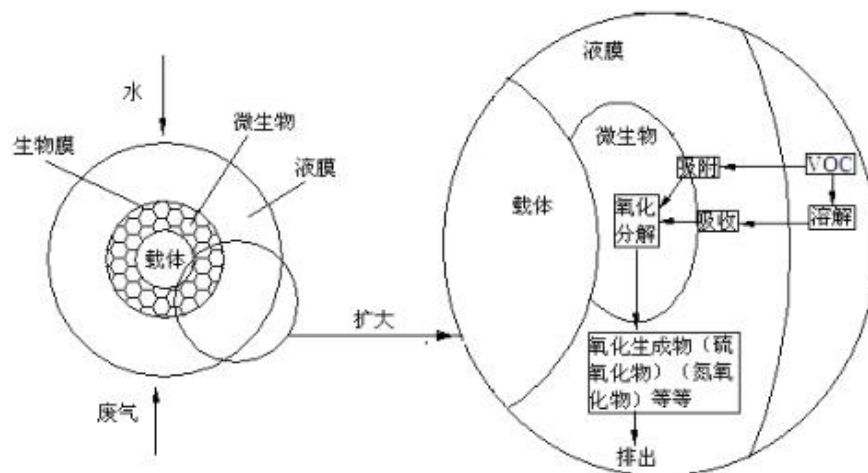 水
微生物
生物膜
液膜
载体
扩大
废气
液膜
微生物
吸附
VOC
载体
氧化
分解
吸收
溶解
氧化生成物（硫
氧化物）（氮氧
化物）等等
排出